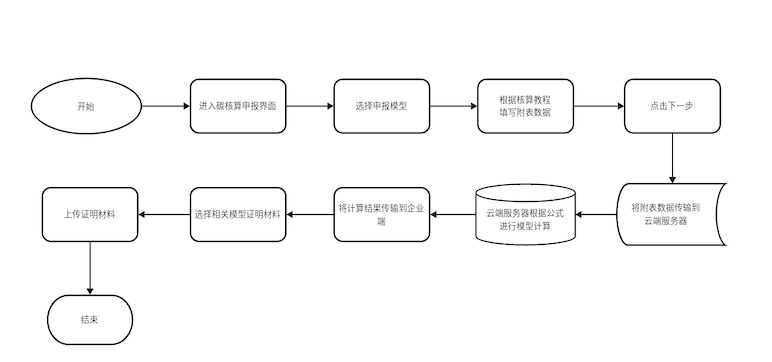 开始
进入碳核算申报界面
选择申报模型
根据核算教程
填写附表数据
点击下一步
将附表数据传输到
云端服务器
云端服务器根据公式
进行模型计算
将计算结果传输到企业
端
选择相关模型证明材料
上传证明材料
结束